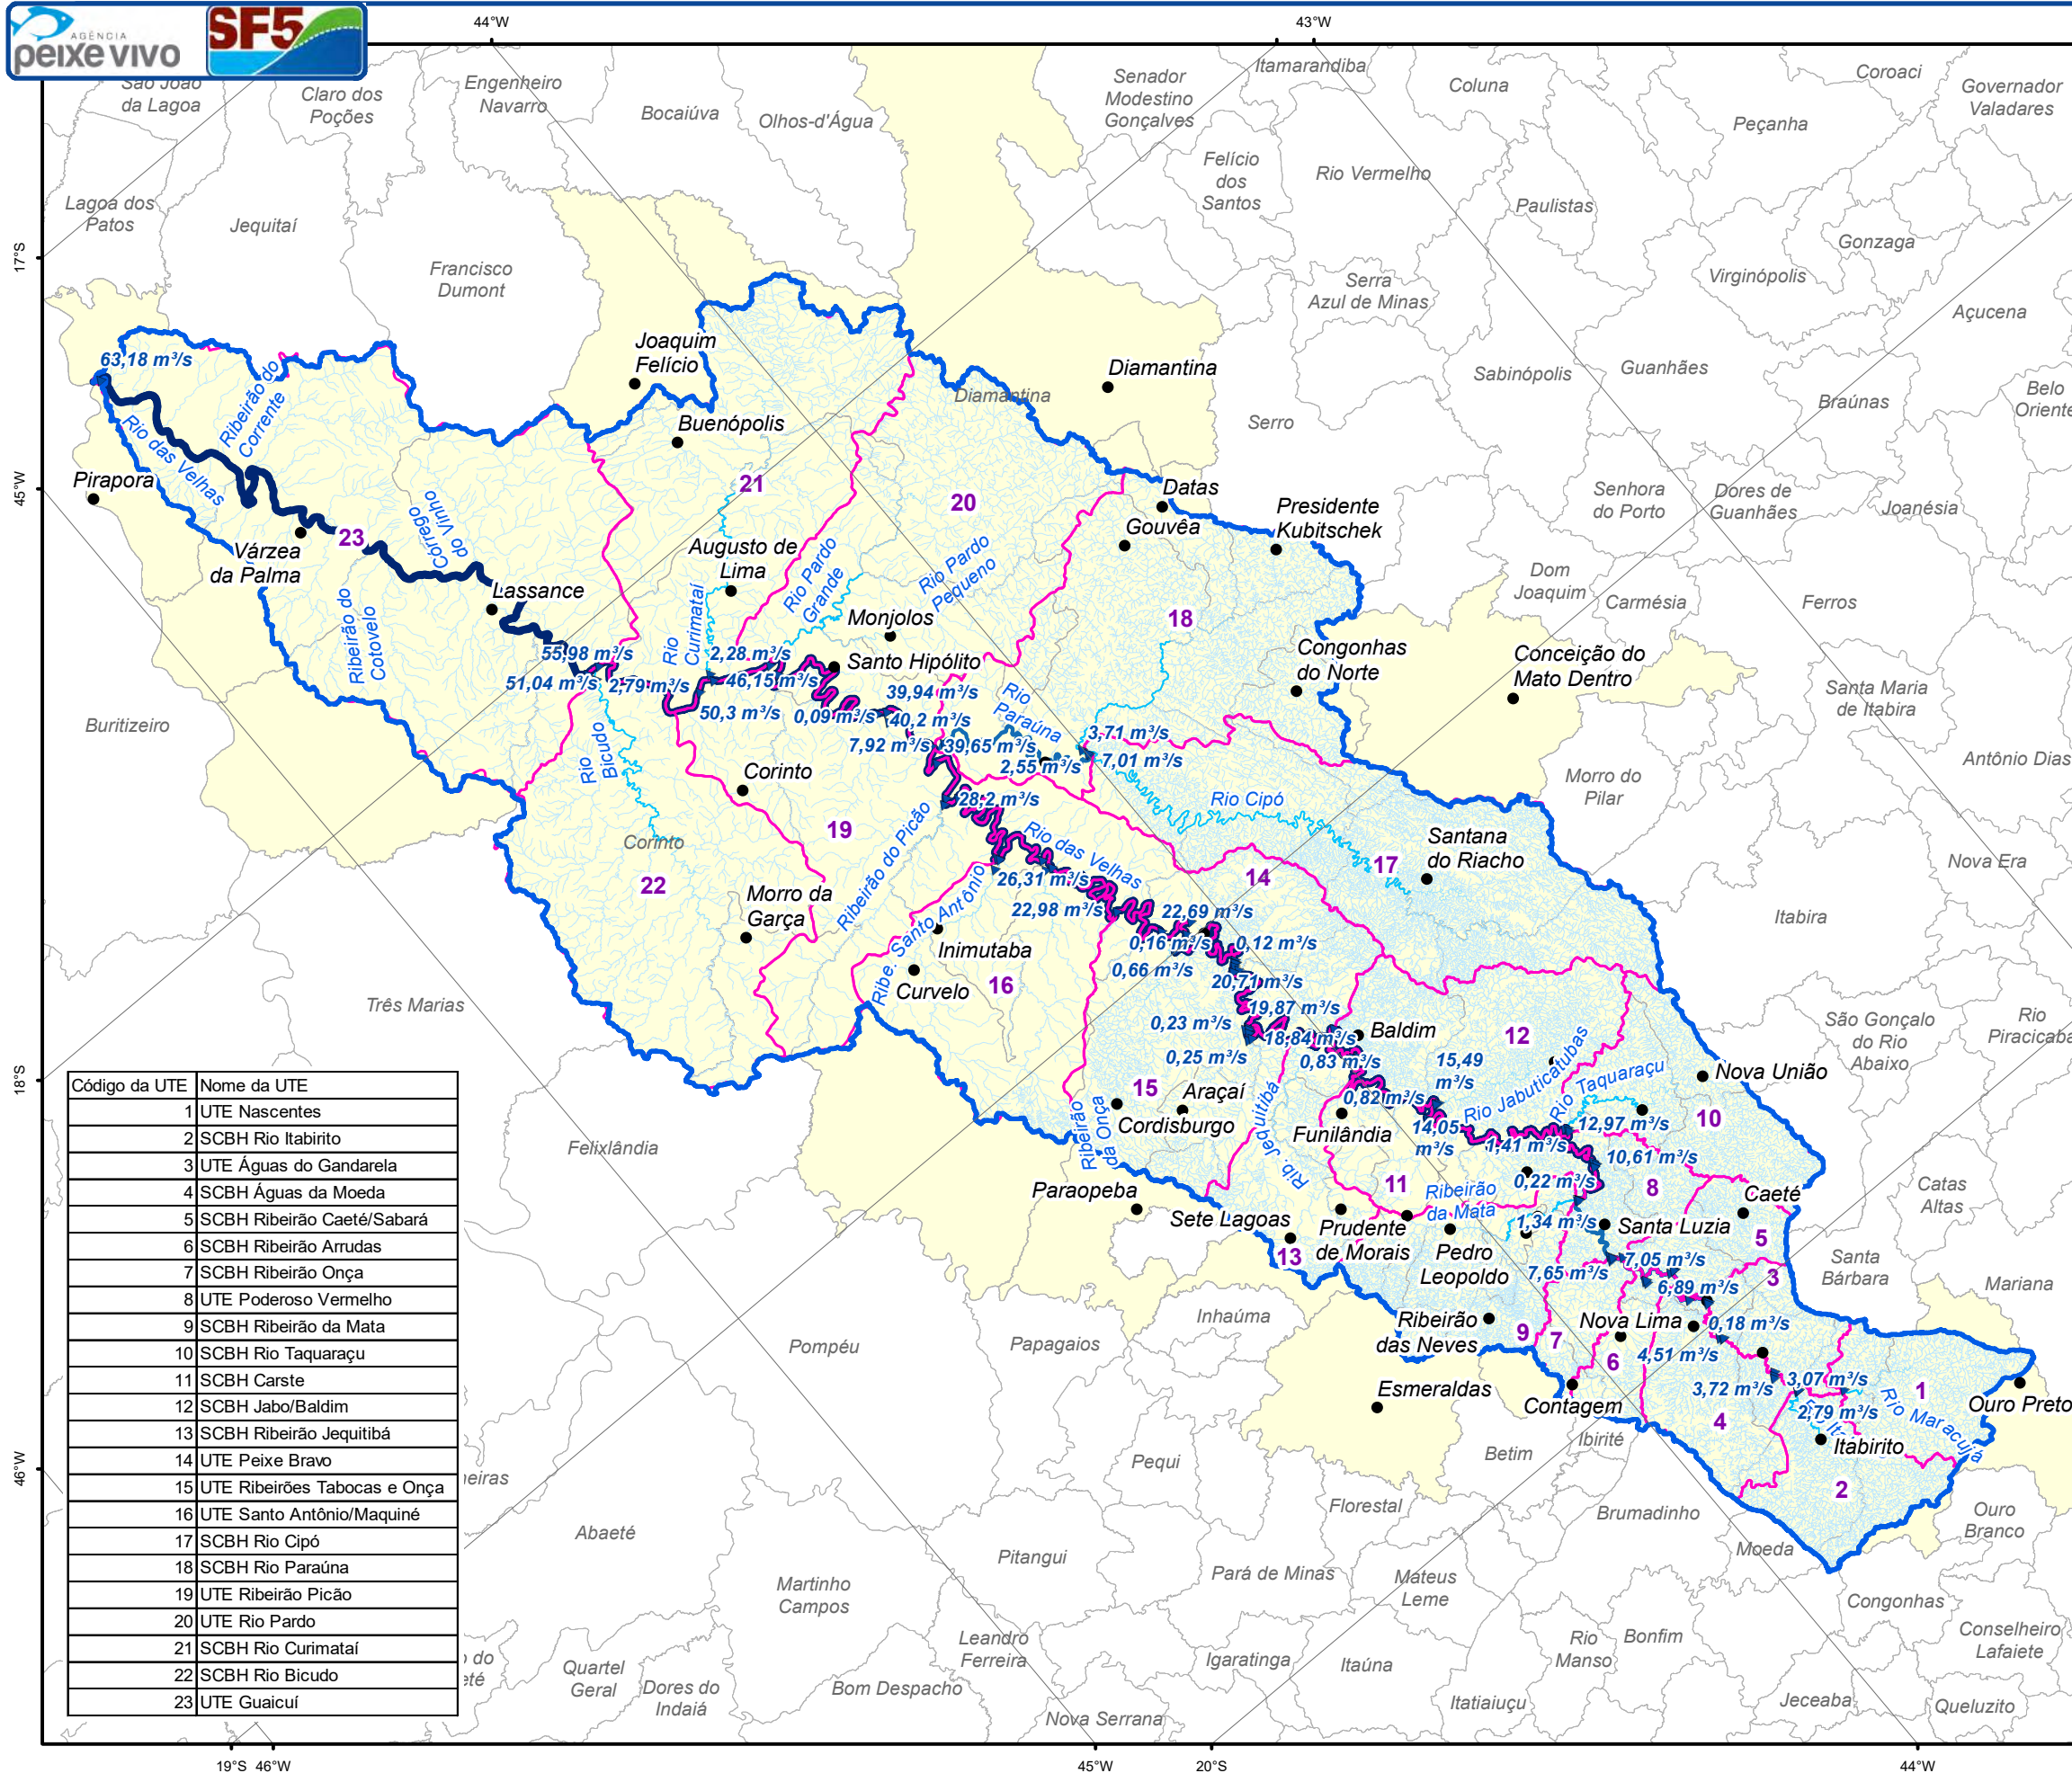 AGÊNCIA
peixe vivo
SF5
44°W
43°W
17°S
45°W
18°S
46°W
19°S
46°W
45°W
20°S
44°W
São João
da Lagoa
Claro dos
Poções
Engenheiro
Navarro
Bocaiúva
Olhos-d'Água
Senador
Modestino
Gonçalves
Itamarandiba
Coluna
Coroaci
Governador
Valadares
Peçanha
Felício
dos
Santos
Rio Vermelho
Paulistas
Lagoa dos
Patos
Jequitaí
Francisco
Dumont
Gonzaga
Virginópolis
Serra
Azul de Minas
Açucena
Sabinópolis
Guanhães
Braúnas
Belo
Oriente
Serro
Diamantina
Senhora
do Porto
Dores de
Guanhães
Joanésia
Dom
Joaquim
Carmésia
Ferros
Santa Maria
de Itabira
Antônio Dias
Morro do
Pilar
Nova Era
Itabira
São Gonçalo
do Rio
Abaixo
Rio
Piracicaba
Catas
Altas
Santa
Bárbara
Mariana
Ouro
Branco
Buritizeiro
Corinto
Três Marias
Felixlândia
Pompéu
Papagaios
Inhaúma
Pequi
Betim
Ibirité
Florestal
Brumadinho
Moeda
Abaeté
Pitangui
Pará de Minas
Mateus
Leme
Martinho
Campos
Leandro
Ferreira
Igaratinga
Itaúna
Rio
Manso
Bonfim
Congonhas
Conselheiro
Lafaiete
Quartel
Geral
Dores do
Indaiá
Bom Despacho
Nova Serrana
Itatiaiuçu
Jeceaba
Queluzito
Joaquim
Felício
Buenópolis
Diamantina
Datas
Gouvêa
Presidente
Kubitschek
Pirapora
Várzea
da Palma
Lassance
Augusto de
Lima
Monjolos
Santo Hipólito
Congonhas
do Norte
Conceição do
Mato Dentro
Corinto
Morro da
Garça
Inimutaba
Curvelo
Santana
do Riacho
Baldim
Nova União
Araçaí
Cordisburgo
Funilândia
Paraopeba
Sete Lagoas
Prudente
de Morais
Pedro
Leopoldo
Santa Luzia
Caeté
Ribeirão
das Neves
Nova Lima
Esmeraldas
Contagem
Itabirito
Ouro Preto
Rio das Velhas
Ribeirão do
Corrente
Córrego
do Vinho
Ribeirão do
Cotovelo
Rio
Bicudo
Rio
Curimataí
Rio Pardo
Grande
Rio Pardo
Pequeno
Rio
Paraúna
Rio Cipó
Rio das Velhas
Ribeirão do Picão
Ribe. Santo Antônio
Ribeirão
da Onça
Rib. Jequitibá
Rio Jabuticatubas
Rio Taquaraçu
Ribeirão
da Mata
Rio Maracujá
63,18 m³/s
55,98 m³/s
51,04 m³/s
2,79 m³/s
2,28 m³/s
46,15 m³/s
50,3 m³/s
0,09 m³/s
39,94 m³/s
40,2 m³/s
7,92 m³/s
39,65 m³/s
2,55 m³/s
3,71 m³/s
7,01 m³/s
28,2 m³/s
26,31 m³/s
22,98 m³/s
22,69 m³/s
0,16 m³/s
0,12 m³/s
0,66 m³/s
20,71 m³/s
19,87 m³/s
0,23 m³/s
18,84 m³/s
0,25 m³/s
0,83 m³/s
15,49
m³/s
0,82 m³/s
14,05
m³/s
1,41 m³/s
12,97 m³/s
10,61 m³/s
0,22 m³/s
1,34 m³/s
7,65 m³/s
7,05 m³/s
6,89 m³/s
0,18 m³/s
4,51 m³/s
3,72 m³/s
3,07 m³/s
2,79 m³/s
23
21
20
18
22
19
17
14
16
12
15
10
11
8
5
13
3
9
7
6
4
1
2
Código da UTE Nome da UTE
1 UTE Nascentes
2 SCBH Rio Itabirito
3 UTE Águas do Gandarela
4 SCBH Águas da Moeda
5 SCBH Ribeirão Caeté/Sabará
6 SCBH Ribeirão Arrudas
7 SCBH Ribeirão Onça
8 UTE Poderoso Vermelho
9 SCBH Ribeirão da Mata
10 SCBH Rio Taquaraçu
11 SCBH Carste
12 SCBH Jabo/Baldim
13 SCBH Ribeirão Jequitibá
14 UTE Peixe Bravo
15 UTE Ribeirões Tabocas e Onça
16 UTE Santo Antônio/Maquiné
17 SCBH Rio Cipó
18 SCBH Rio Paraúna
19 UTE Ribeirão Picão
20 UTE Rio Pardo
21 SCBH Rio Curimataí
22 SCBH Rio Bicudo
23 UTE Guaicuí